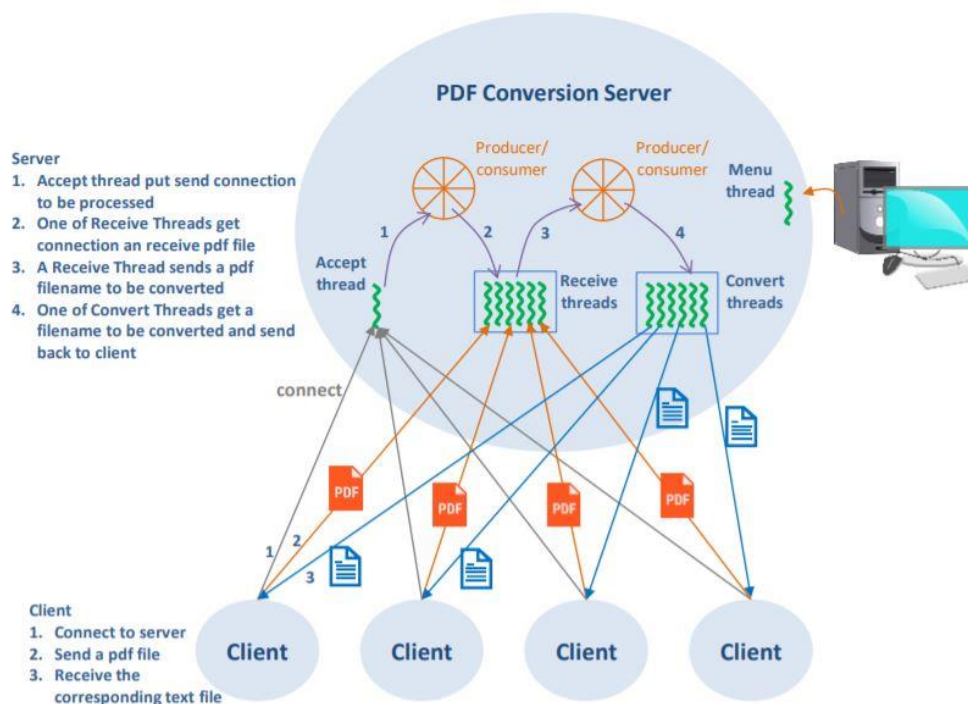 PDF Conversion Server
Server
1. Accept thread put send connection
to be processed
2. One of Receive Threads get
connection an receive pdf file
3. A Receive Thread sends a pdf
filename to be converted
4. One of Convert Threads get a
filename to be converted and send
back to client
Producer/
consumer
Producer/
consumer
Menu
thread
1
2
3
4
Accept
thread
Receive
threads
Convert
threads
connect
PDF
PDF
PDF
PDF
1
2
3
Client
1. Connect to server
2. Send a pdf file
3. Receive the
corresponding text file
Client
Client
Client
Client